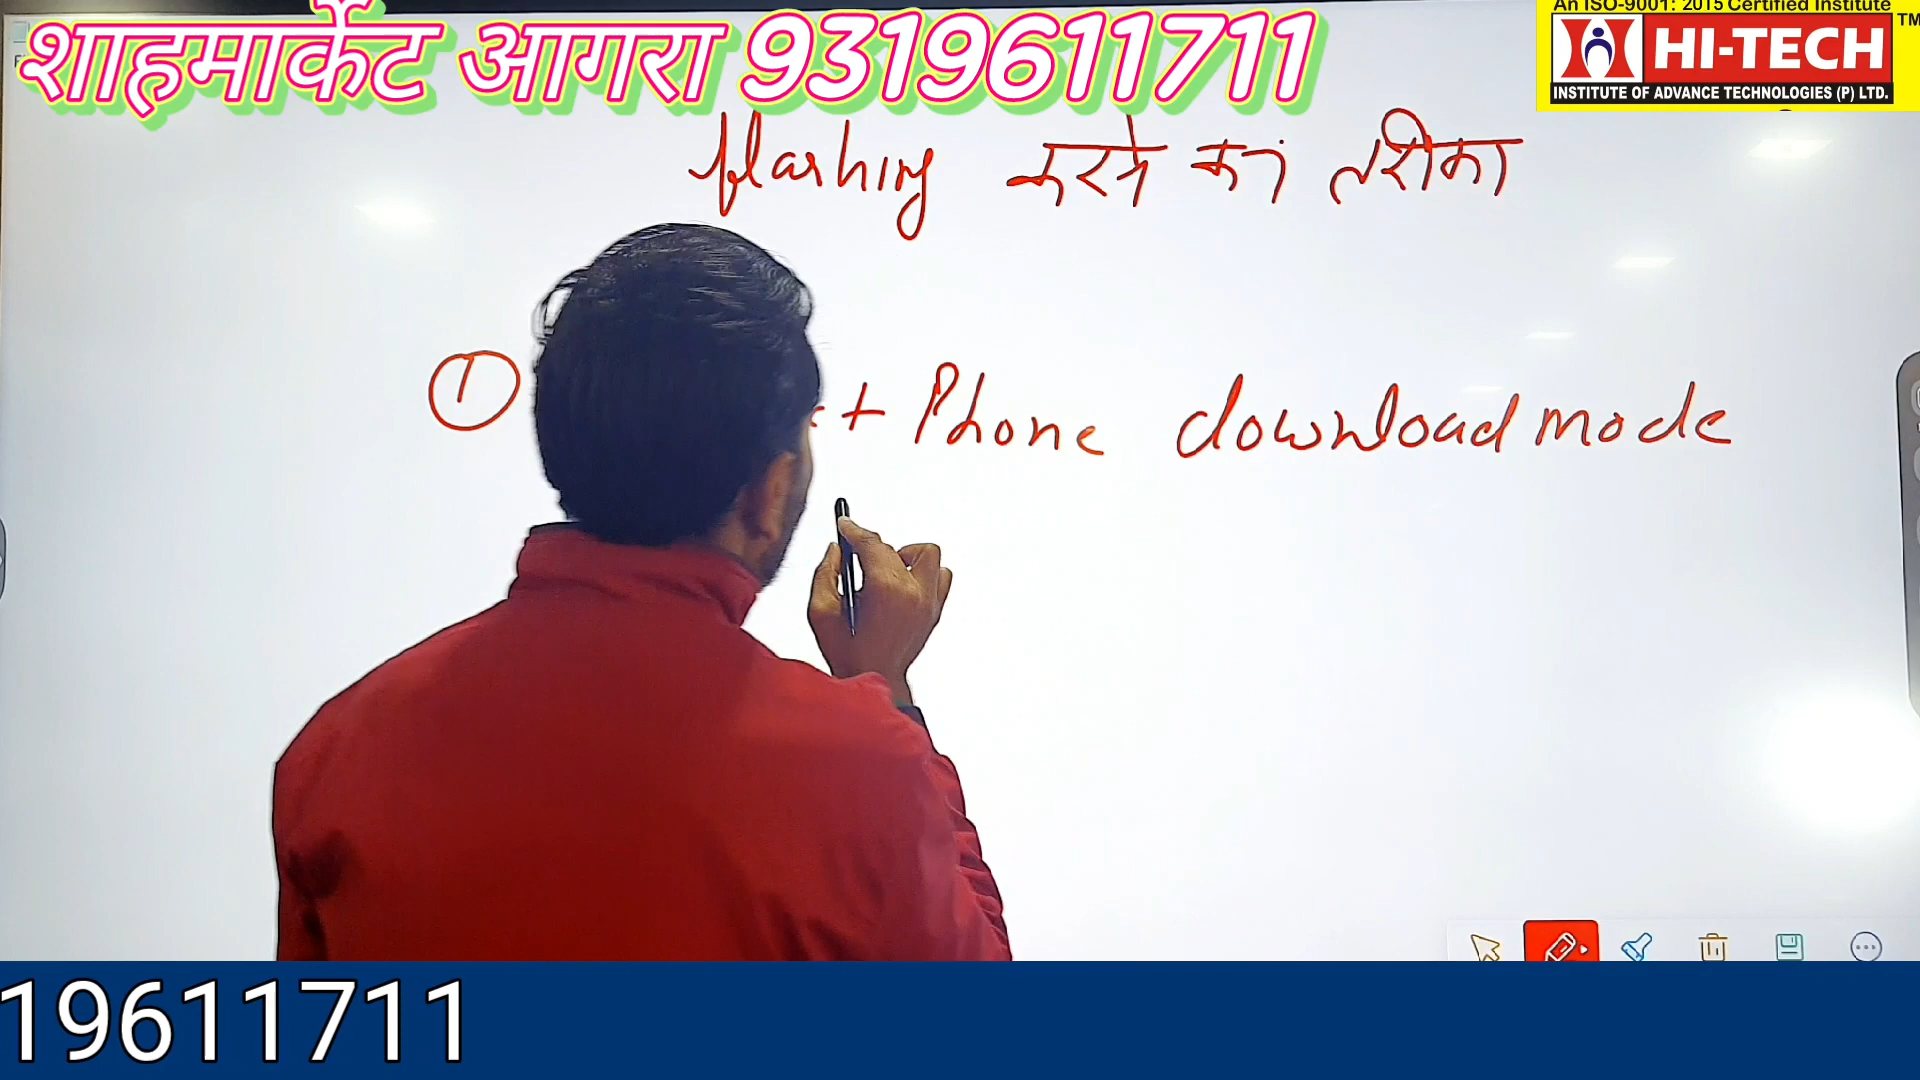 An ISO-9001: 2015 Certified Institute
TM
शाहमार्केट आगरा 9319611711
HI-TECH
INSTITUTE OF ADVANCE TECHNOLOGIES (P) LTD.
flashing करने का तरीका
① + Phone download mode
19611711